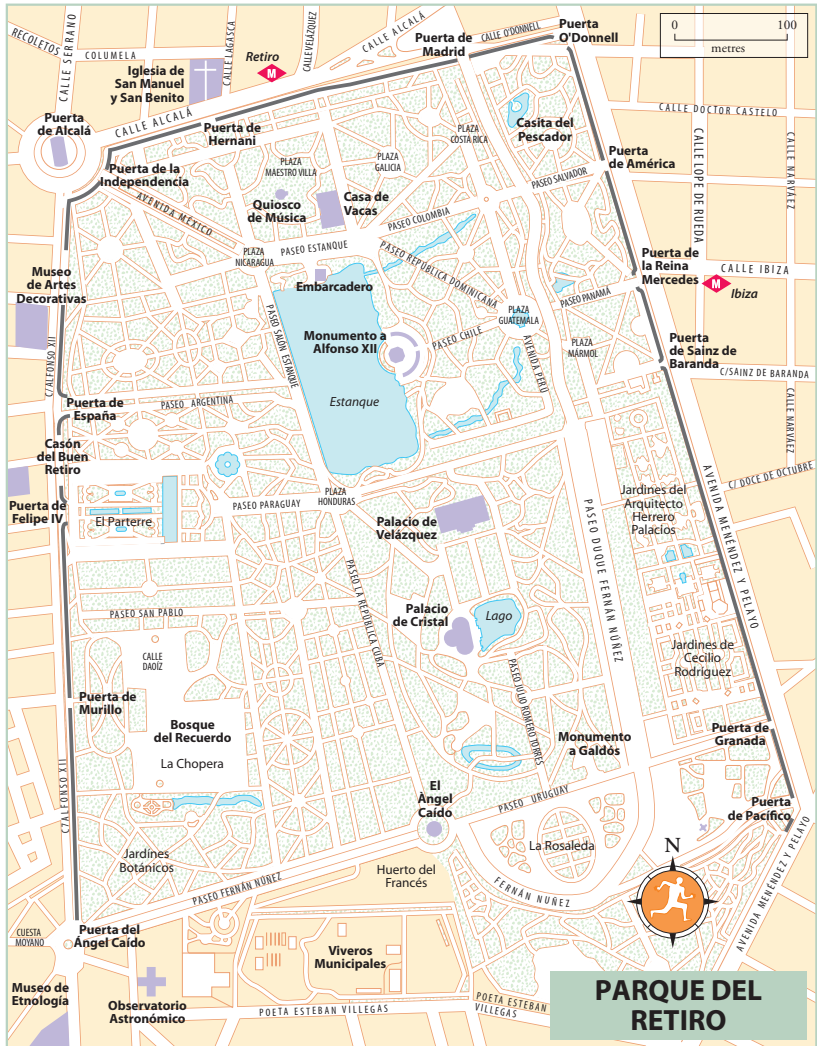 RECOLETOS
CALLE SERRANO
COLUMELA
CALLE LAGASCA
CALLE VELÁZQUEZ
CALLE ALCALÁ
Retiro
M
Iglesia de
San Manuel
y San Benito
Puerta de
Madrid
CALLE O'DONNELL
Puerta
O'Donnell
0 100
metres
Puerta
de Alcalá
CALLE ALCALÁ
Puerta de
Hernani
PLAZA
COSTA RICA
Casita del
Pescador
CALLE DOCTOR CASTELO
CALLE LOPE DE RUEDA
CALLE NARVÁEZ
Puerta
de América
Puerta de la
Independencia
PLAZA
MAESTRO VILLA
PLAZA
GALICIA
PASEO SALVADOR
AVENIDA MÉXICO
Quiosco
de Música
Casa de
Vacas
PASEO COLOMBIA
PLAZA
NICARAGUA
PASEO ESTANQUE
PASEO REPUBLICA DOMINICANA
Puerta de
la Reina
Mercedes
CALLE IBIZA
M
Ibiza
Museo
de Artes
Decorativas
Embarcadero
PASEO PANAMÁ
PLAZA
GUATEMALA
PASEO SALÓN ESTANQUE
Monumento a
Alfonso XII
PASEO CHILE
AVENIDA PERÚ
PLAZA
MÁRMOL
Puerta
de Sainz de
Baranda
C/SAINZ DE BARANDA
C/ALFONSO XII
Puerta de
España
PASEO ARGENTINA
Estanque
CALLE NARVÁEZ
Casón
del Buen
Retiro
C/ DOCE DE OCTUBRE
AVENIDA MENÉNDEZ Y PELAYO
Puerta de
Felipe IV
El Parterre
PASEO PARAGUAY
PLAZA
HONDURAS
Palacio de
Velázquez
PASEO DUQUE FERNÁN NÚÑEZ
Jardines del
Arquitecto
Herrero
Palacios
PASEO LA REPÚBLICA CUBA
PASEO SAN PABLO
Palacio
de Cristal
Lago
CALLE
DAOÍZ
Jardines de
Cecilio
Rodríguez
PASEO JULIO ROMERO TORRES
Puerta de
Murillo
Bosque
del Recuerdo
La Chopera
Monumento
a Galdós
Puerta de
Granada
C/ALFONSO XII
El
Àngel
Caído
PASEO URUGUAY
Puerta
de Pacífico
Jardines
Botánicos
La Rosaleda
N
PASEO FERNÁN NÚÑEZ
Huerto del
Francés
FERNÁN NUÑEZ
AVENIDA MENÉNDEZ Y PELAYO
CUESTA
MOYANO
Puerta del
Ángel Caído
Viveros
Municipales
Museo de
Etnología
Observatorio
Astronómico
POETA ESTEBAN VILLEGAS
POETA ESTEBAN
VILLEGAS
PARQUE DEL
RETIRO